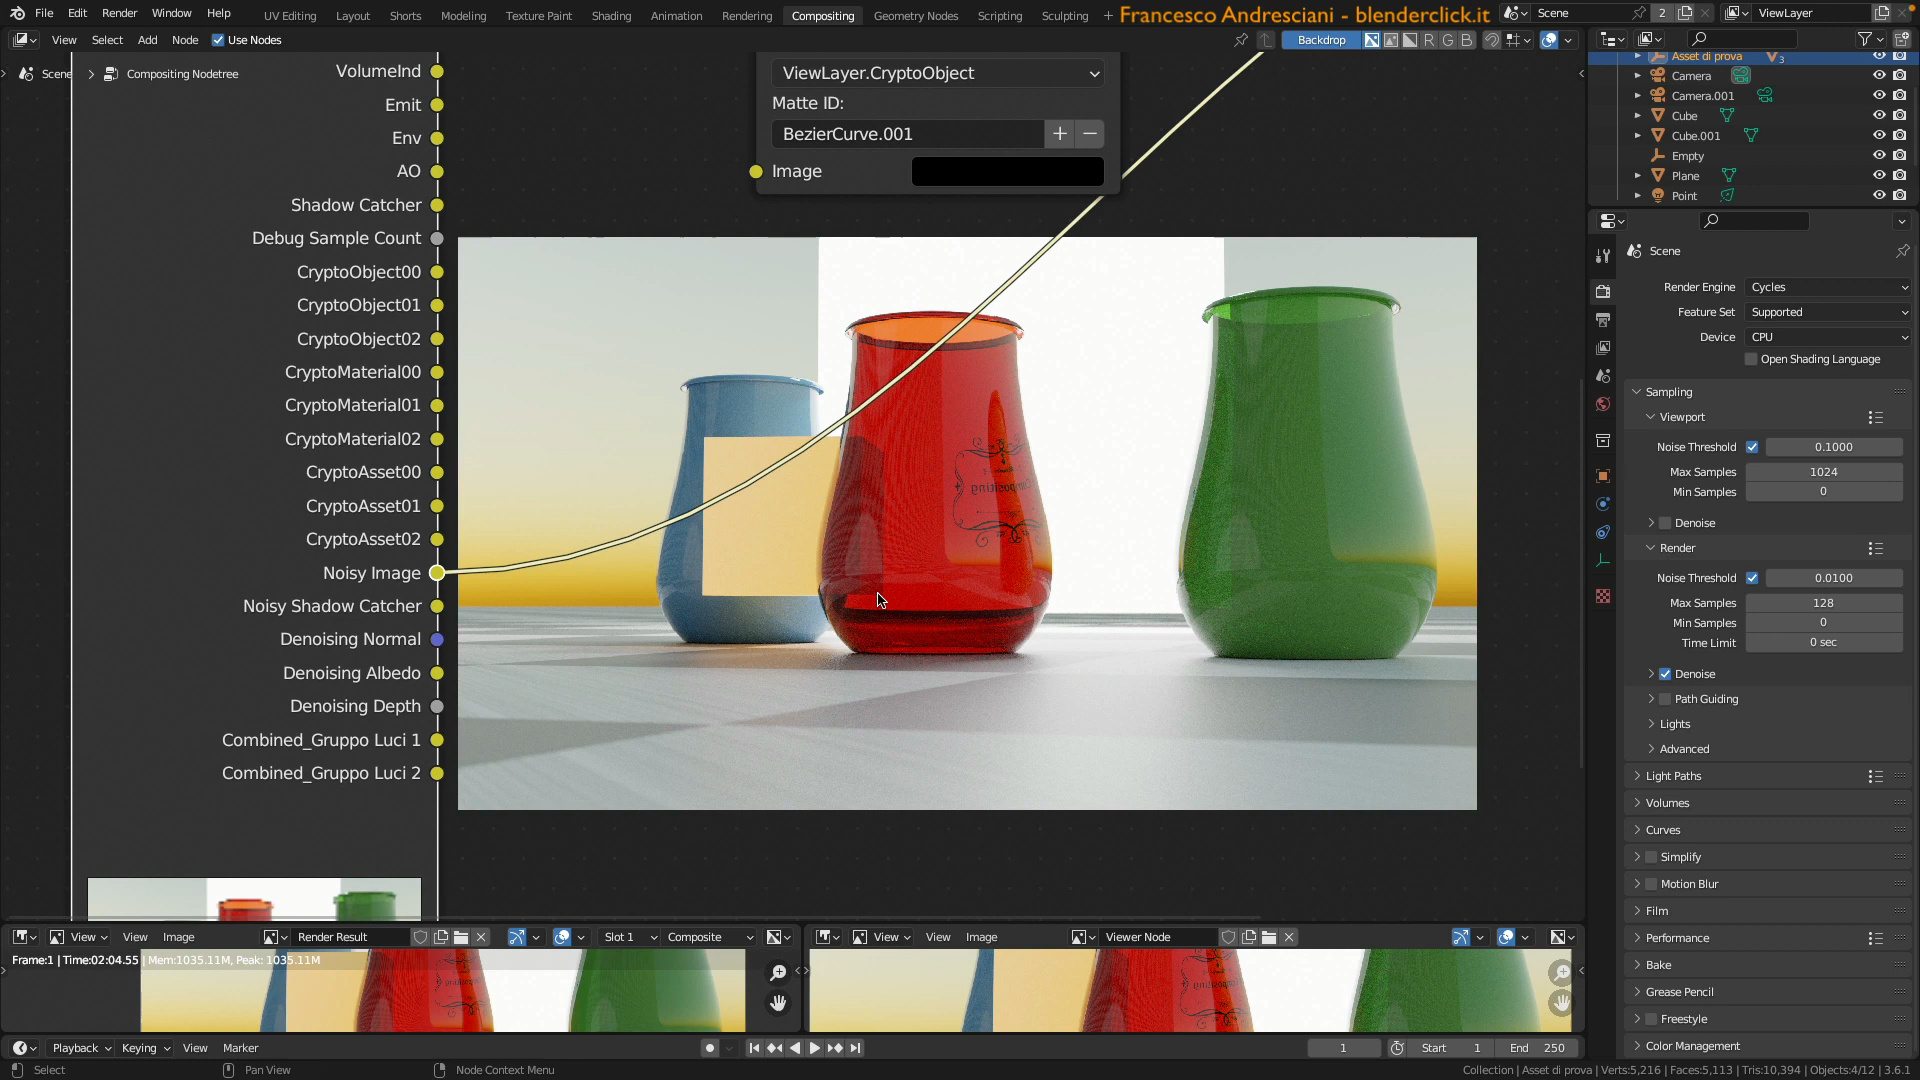 File Edit Render Window Help UV Editing Layout Shorts Modeling Texture Paint Shading Animation Rendering Compositing Geometry Nodes Scripting Sculpting + Francesco Andresciani - blenderclick.it Scene 2 ViewLayer
View Select Add Node Use Nodes Backdrop R G B
Scene > Compositing Nodetree
VolumeInd
Emit
Env
AO
Shadow Catcher
Debug Sample Count
CryptoObject00
CryptoObject01
CryptoObject02
CryptoMaterial00
CryptoMaterial01
CryptoMaterial02
CryptoAsset00
CryptoAsset01
CryptoAsset02
Noisy Image
Noisy Shadow Catcher
Denoising Normal
Denoising Albedo
Denoising Depth
Combined_Gruppo Luci 1
Combined_Gruppo Luci 2
ViewLayer.CryptoObject
Matte ID:
BezierCurve.001 + −
Image
Compositing
Asset di prova 3
Camera
Camera.001
Cube
Cube.001
Empty
Plane
Point
Scene
Render Engine Cycles
Feature Set Supported
Device CPU
Open Shading Language
Sampling
Viewport
Noise Threshold 0.1000
Max Samples 1024
Min Samples 0
Denoise
Render
Noise Threshold 0.0100
Max Samples 128
Min Samples 0
Time Limit 0 sec
Denoise
Path Guiding
Lights
Advanced
Light Paths
Volumes
Curves
Simplify
Motion Blur
Film
Performance
Bake
Grease Pencil
Freestyle
Color Management
View View Image Render Result Slot 1 Composite
Frame:1 | Time:02:04.55 | Mem:1035.11M, Peak: 1035.11M
View View Image Viewer Node
Playback Keying View Marker 1 Start 1 End 250
Select Pan View Node Context Menu Collection | Asset di prova | Verts:5,216 | Faces:5,113 | Tris:10,394 | Objects:4/12 | 3.6.1